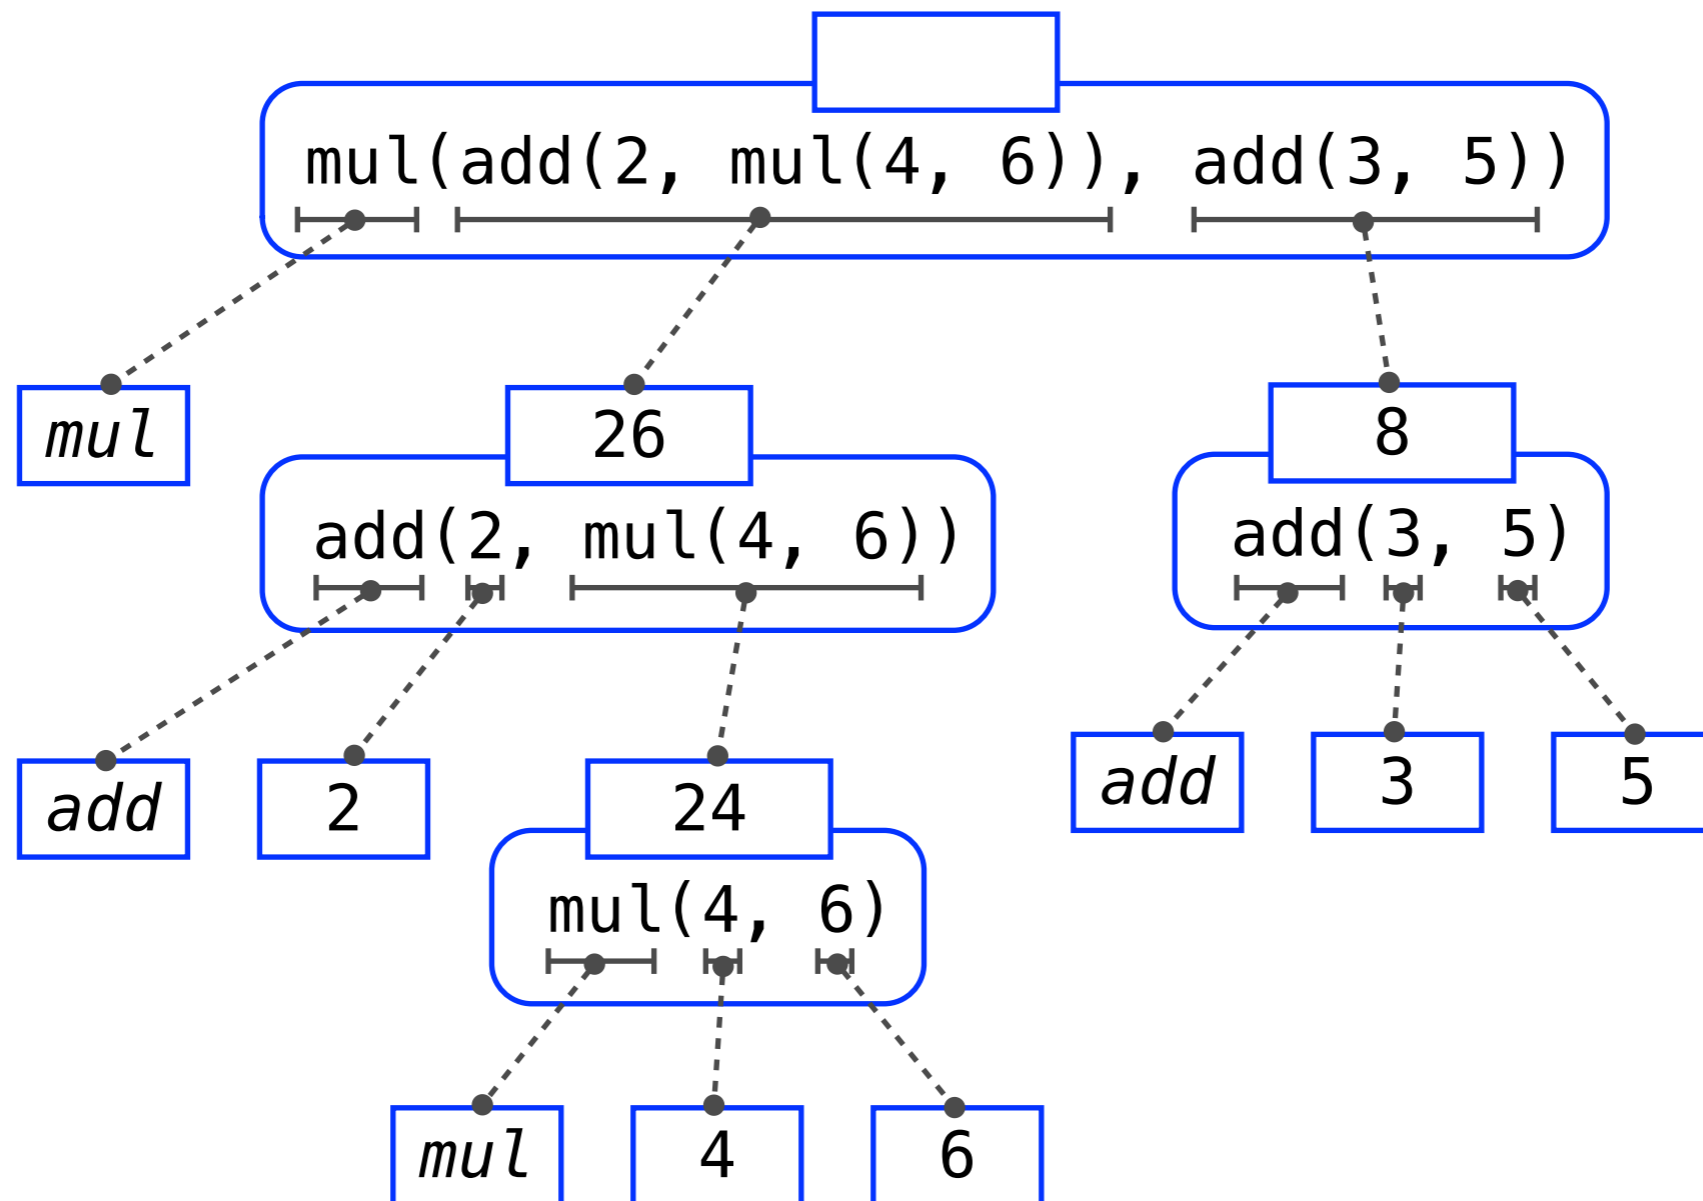 mul(add(2, mul(4, 6)), add(3, 5))
mul
26
8
add(2, mul(4, 6))
add(3, 5)
add
2
24
add
3
5
mul(4, 6)
mul
4
6